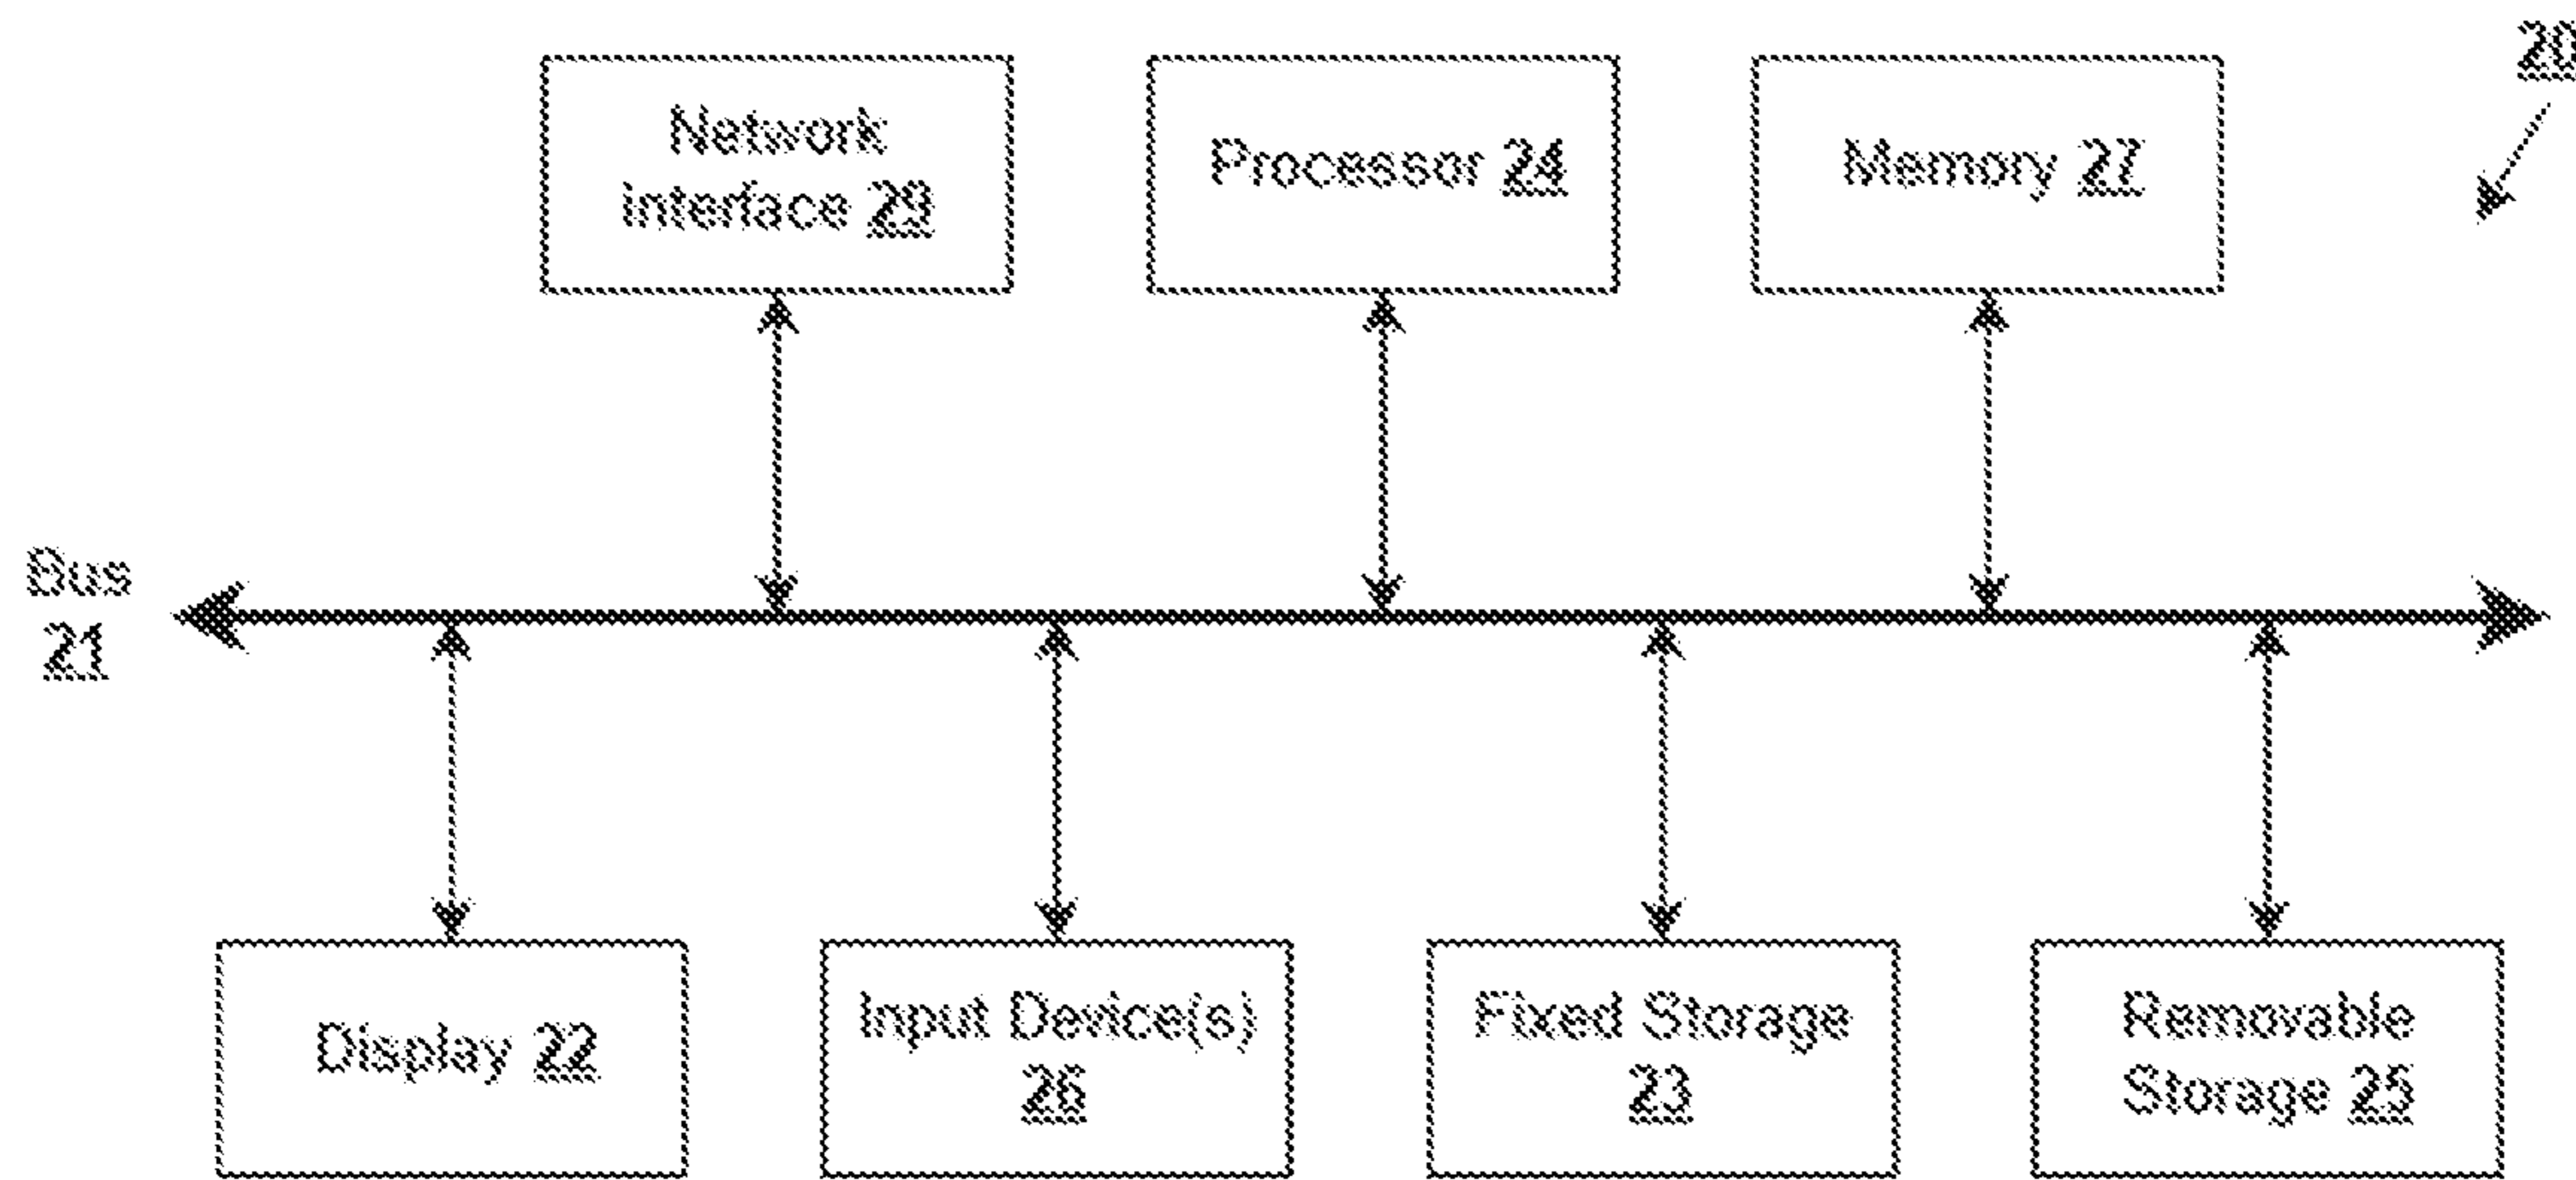 20
Network
interface 29
Processor 24
Memory 27
Bus
21
Display 22
Input Device(s)
26
Fixed Storage
23
Removable
Storage 25